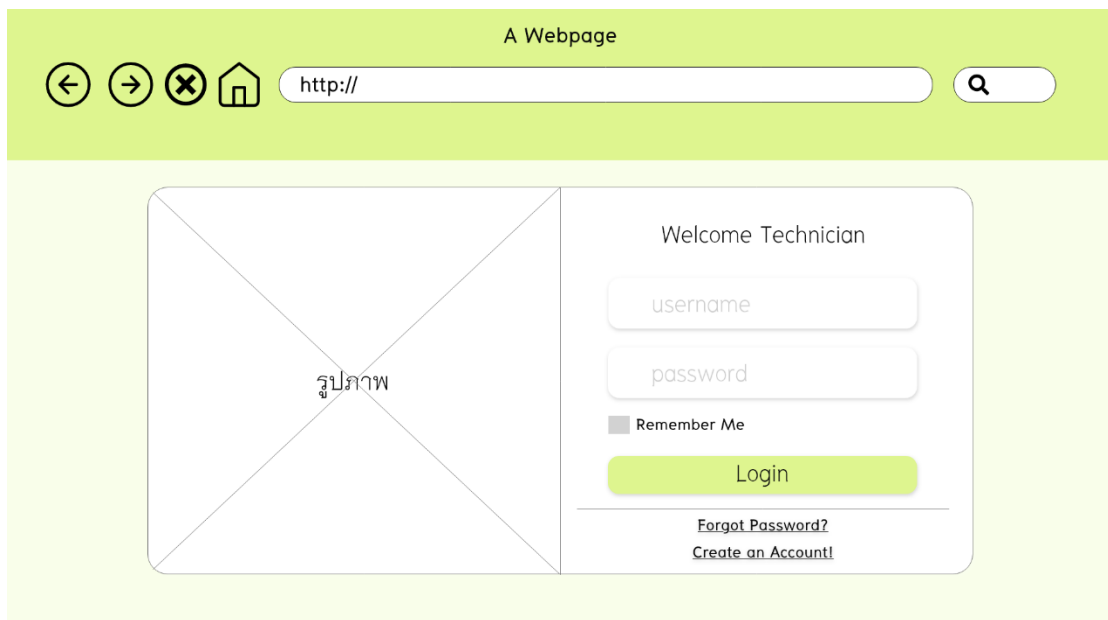 A Webpage
http://
รูปภาพ
Welcome Technician
username
password
Remember Me
Login
Forgot Password?
Create an Account!